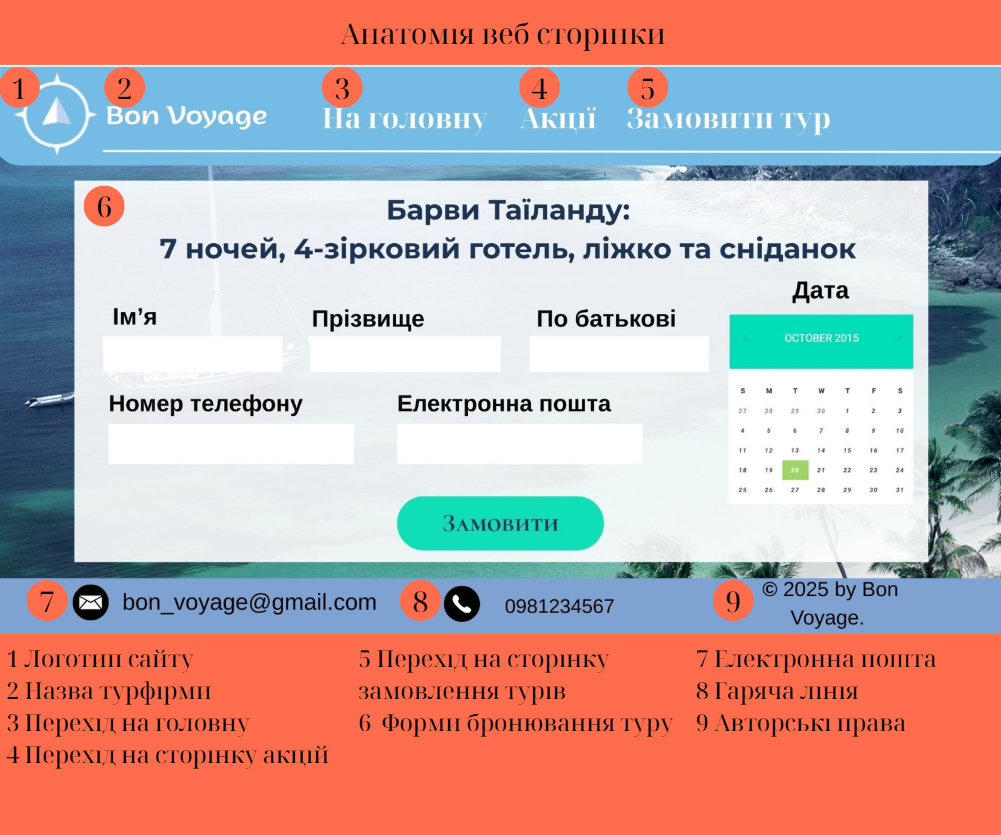 Анатомія веб сторінки
1
2
3
4
5
Bon Voyage
На головну
Акції
Замовити тур
6
Барви Таїланду:
7 ночей, 4-зірковий готель, ліжко та сніданок
Дата
Ім’я
Прізвище
По батькові
OCTOBER 2015
S M T W T F S
27 28 29 30 1 2 3
4 5 6 7 8 9 10
11 12 13 14 15 16 17
18 19 20 21 22 23 24
25 26 27 28 29 30 31
Номер телефону
Електронна пошта
Замовити
7
bon_voyage@gmail.com
8
0981234567
9
© 2025 by Bon
Voyage.
1 Логотип сайту
2 Назва турфірми
3 Перехід на головну
4 Перехід на сторінку акцій
5 Перехід на сторінку
замовлення турів
6 Форми бронювання туру
7 Електронна пошта
8 Гаряча лінія
9 Авторські права